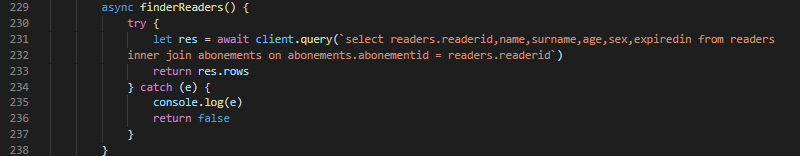 229 async finderReaders() {
230 try {
231 let res = await client.query(`select readers.readerid,name,surname,age,sex,expiredin from readers
232 inner join abonements on abonements.abonementid = readers.readerid`)
233 return res.rows
234 } catch (e) {
235 console.log(e)
236 return false
237 }
238 }